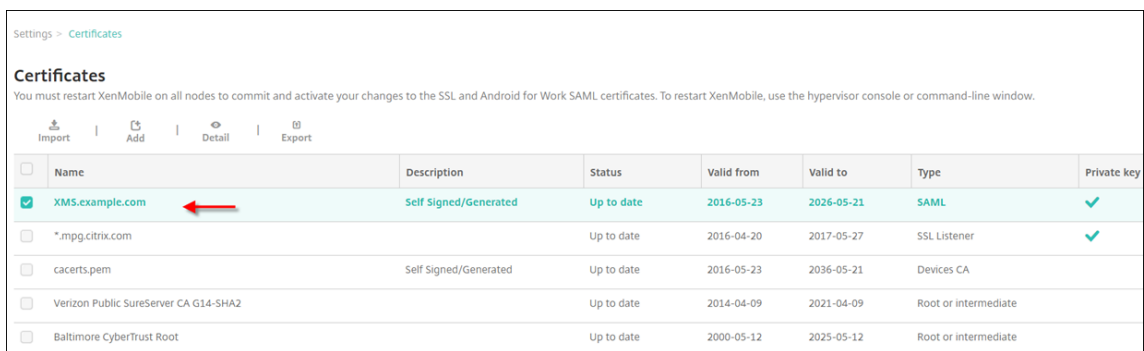 Settings > Certificates
Certificates
You must restart XenMobile on all nodes to commit and activate your changes to the SSL and Android for Work SAML certificates. To restart XenMobile, use the hypervisor console or command-line window.
Import | Add | Detail | Export
Name Description Status Valid from Valid to Type Private key
XMS.example.com Self Signed/Generated Up to date 2016-05-23 2026-05-21 SAML
*.mpg.citrix.com Up to date 2016-04-20 2017-05-27 SSL Listener
cacerts.pem Self Signed/Generated Up to date 2016-05-23 2036-05-21 Devices CA
Verizon Public SureServer CA G14-SHA2 Up to date 2014-04-09 2021-04-09 Root or intermediate
Baltimore CyberTrust Root Up to date 2000-05-12 2025-05-12 Root or intermediate